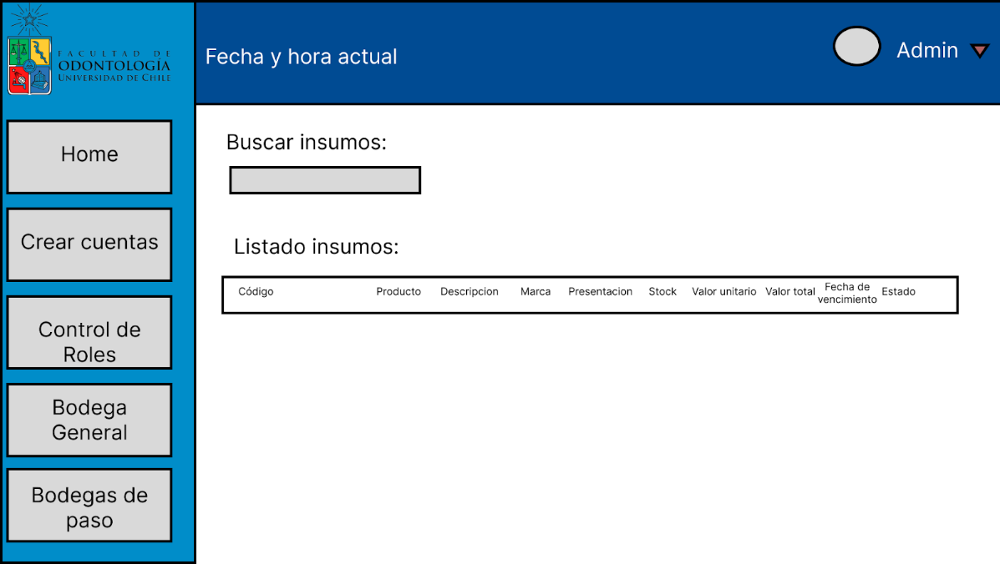 FACULTAD DE
ODONTOLOGÍA
UNIVERSIDAD DE CHILE
Fecha y hora actual
Admin
Home
Crear cuentas
Control de
Roles
Bodega
General
Bodegas de
paso
Buscar insumos:
Listado insumos:
Código Producto Descripcion Marca Presentacion Stock Valor unitario Valor total Fecha de
vencimiento Estado